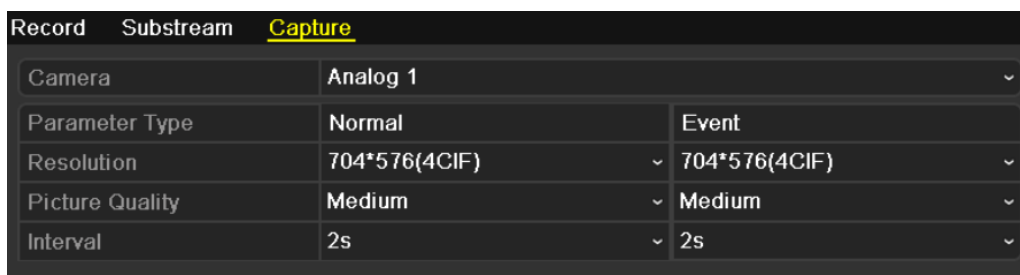 Record Substream Capture
Camera Analog 1
Parameter Type Normal Event
Resolution 704*576(4CIF) 704*576(4CIF)
Picture Quality Medium Medium
Interval 2s 2s